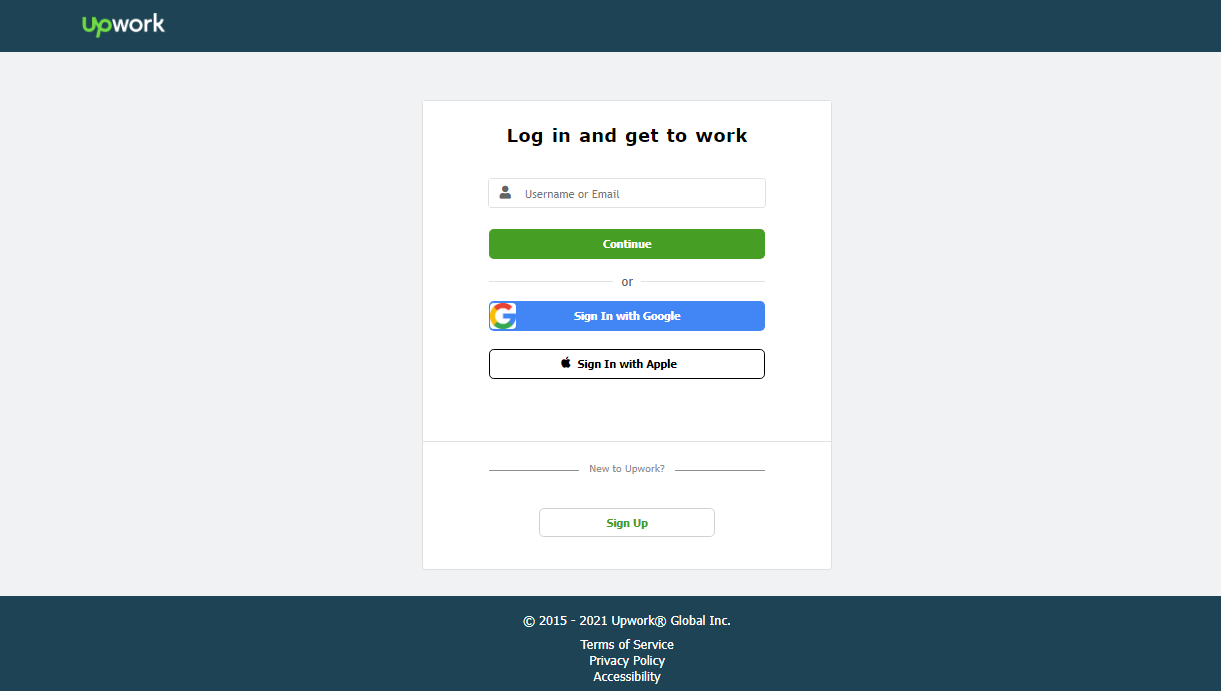 Upwork
Log in and get to work
Username or Email
Continue
or
Sign In with Google
Sign In with Apple
New to Upwork?
Sign Up
© 2015 - 2021 Upwork® Global Inc.
Terms of Service
Privacy Policy
Accessibility